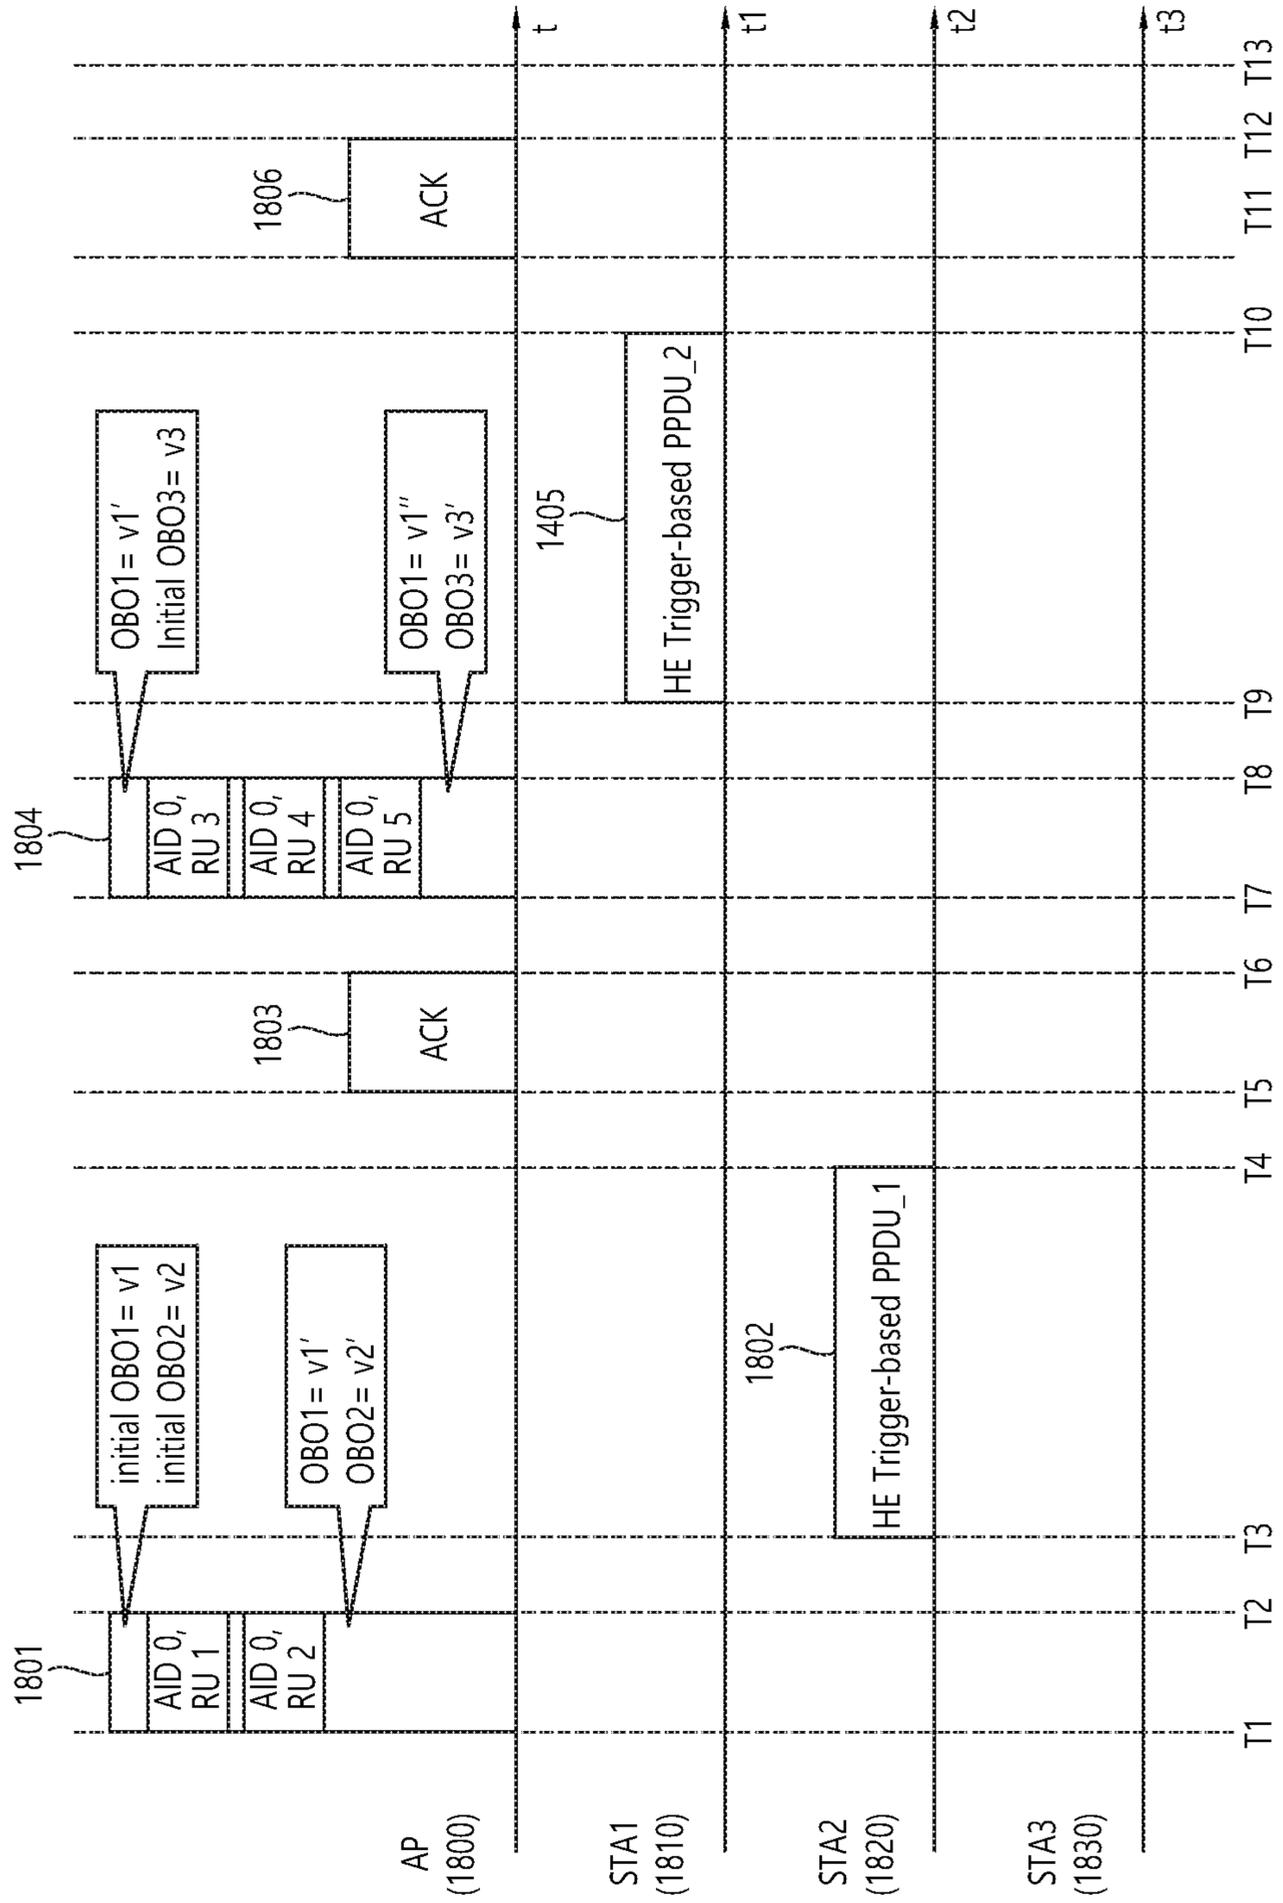 1801
AID 0,
RU 1
AID 0,
RU 2
initial OBO1= v1
initial OBO2= v2
OBO1= v1'
OBO2= v2'
1803
ACK
1804
AID 0,
RU 3
AID 0,
RU 4
AID 0,
RU 5
OBO1= v1'
Initial OBO3= v3
OBO1= v1''
OBO3= v3'
1806
ACK
AP
(1800)
t
1405
HE Trigger-based PPDU_2
STA1
(1810)
t1
1802
HE Trigger-based PPDU_1
STA2
(1820)
t2
STA3
(1830)
t3
T1 T2 T3 T4 T5 T6 T7 T8 T9 T10 T11 T12 T13